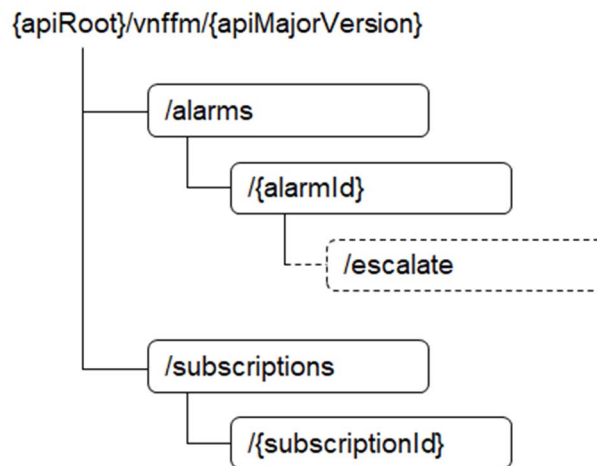 {apiRoot}/vnffm/{apiMajorVersion}
/alarms
/{alarmId}
/escalate
/subscriptions
/{subscriptionId}